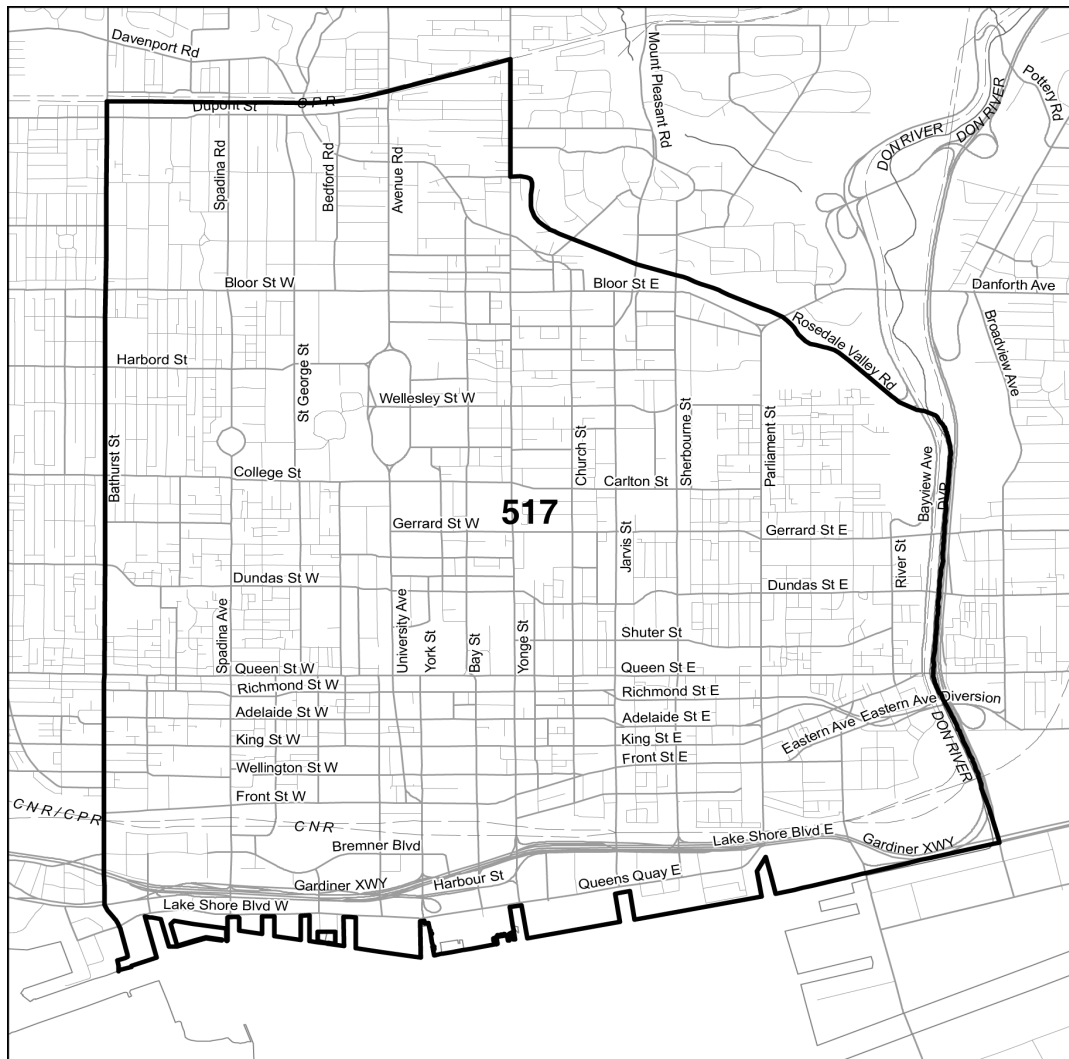 Davenport Rd
Mount Pleasant Rd
Pottery Rd
DON RIVER
DON RIVER
CPR
Dupont St
Spadina Rd
Bedford Rd
Avenue Rd
Bloor St W
Bloor St E
Danforth Ave
Rosedale Valley Rd
Broadview Ave
Harbord St
St George St
Wellesley St W
Church St
Sherbourne St
Parliament St
Bathurst St
College St
Carlton St
Bayview Ave
DVP
517
Gerrard St W
Gerrard St E
Jarvis St
River St
Dundas St W
Dundas St E
Spadina Ave
University Ave
York St
Bay St
Yonge St
Shuter St
Queen St W
Queen St E
Richmond St W
Richmond St E
Adelaide St W
Adelaide St E
Eastern Ave
Eastern Ave Diversion
King St W
King St E
DON RIVER
Wellington St W
Front St E
Front St W
CNR/CPR
CNR
Bremner Blvd
Lake Shore Blvd E
Gardiner XWY
Gardiner XWY
Harbour St
Queens Quay E
Lake Shore Blvd W